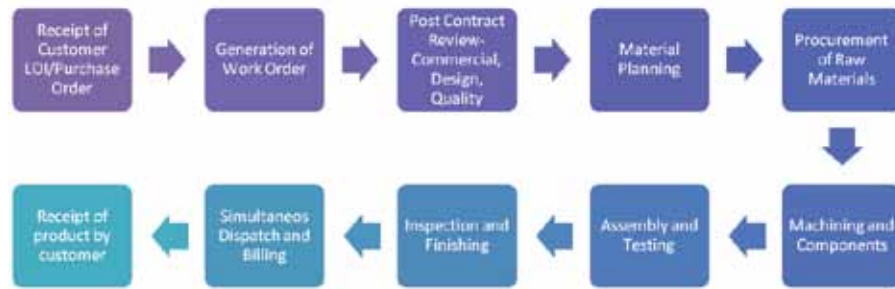 Receipt of
Customer
LOI/Purchase
Order
Generation of
Work Order
Post Contract
Review-
Commercial,
Design,
Quality
Material
Planning
Procurement
of Raw
Materials
Machining and
Components
Assembly and
Testing
Inspection and
Finishing
Simultaneos
Dispatch and
Billing
Receipt of
product by
customer